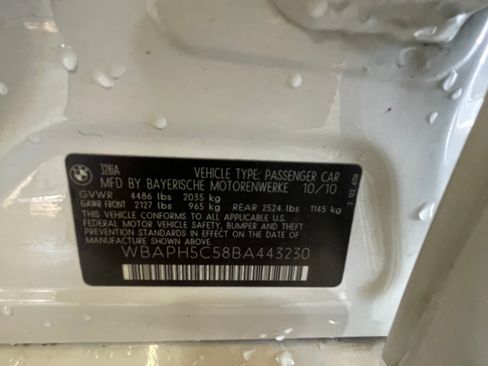 328iA VEHICLE TYPE: PASSENGER CAR
MFD BY BAYERISCHE MOTORENWERKE 10/10
GVWR 4486 lbs 2035 kg
GAWR FRONT 2127 lbs 965 kg REAR 2524 lbs 1145 kg
THIS VEHICLE CONFORMS TO ALL APPLICABLE U.S.
FEDERAL MOTOR VEHICLE SAFETY, BUMPER, AND THEFT
PREVENTION STANDARDS IN EFFECT ON THE DATE OF
MANUFACTURE SHOWN ABOVE.
WBAPH5C58BA443230